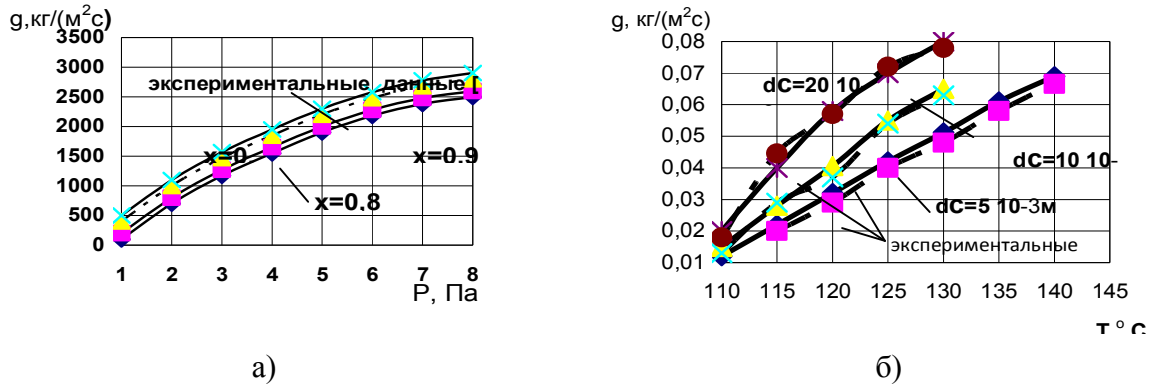 g,кг/(м²с)
3500
3000
2500
2000
1500
1000
500
0
экспериментальные данные [
x=0
x=0.9
x=0.8
1 2 3 4 5 6 7 8
P, Па
а)
g, кг/(м²с)
0,08
0,07
0,06
0,05
0,04
0,03
0,02
0,01
dC=20 10
dC=10 10-
dC=5 10-3м
экспериментальные
110 115 120 125 130 135 140 145
T ° C
б)